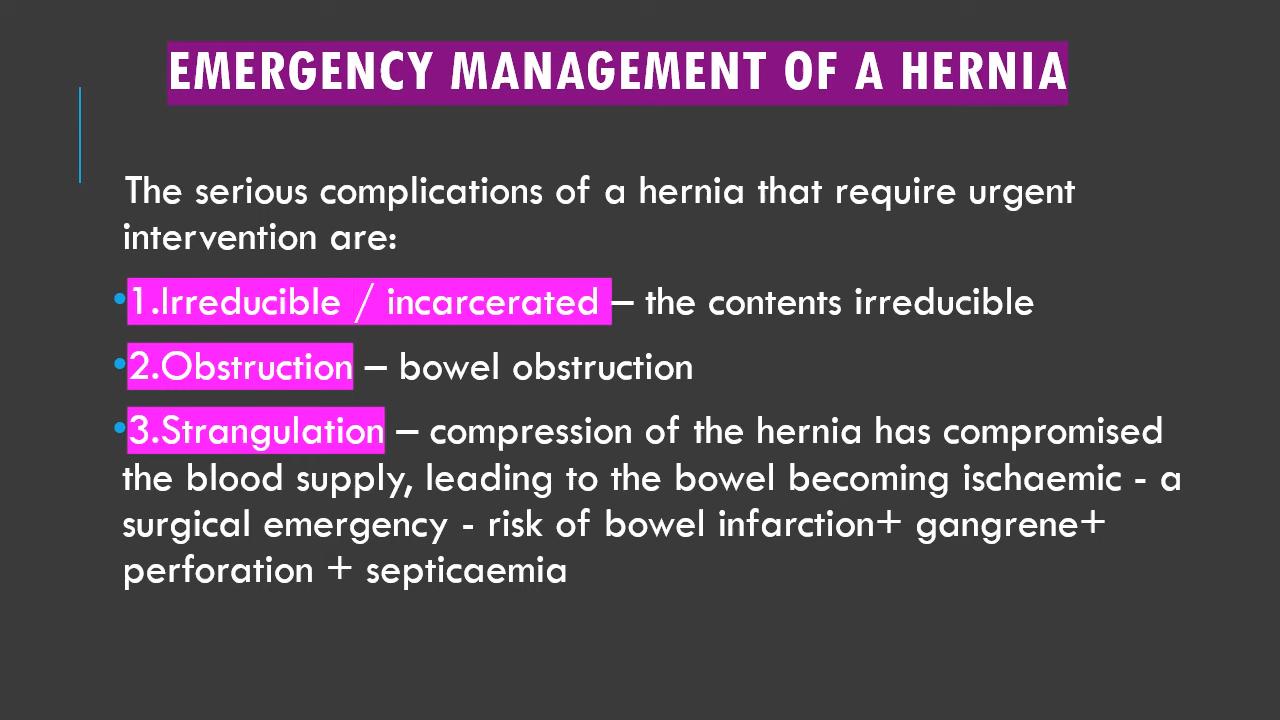 EMERGENCY MANAGEMENT OF A HERNIA
The serious complications of a hernia that require urgent
intervention are:
•1.Irreducible / incarcerated – the contents irreducible
•2.Obstruction – bowel obstruction
•3.Strangulation – compression of the hernia has compromised
the blood supply, leading to the bowel becoming ischaemic - a
surgical emergency - risk of bowel infarction+ gangrene+
perforation + septicaemia